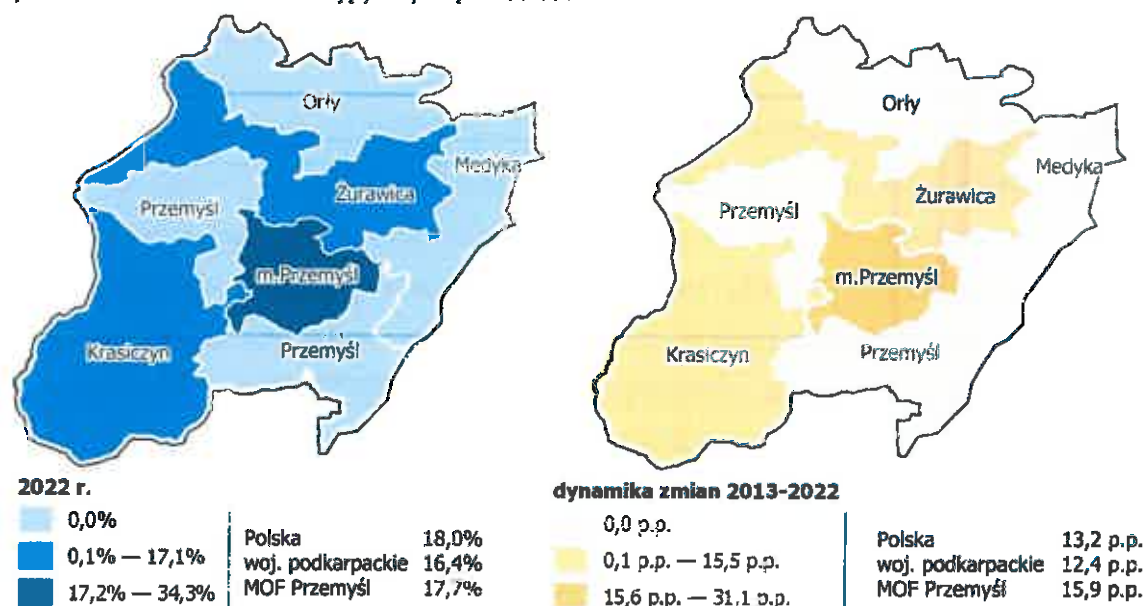 Orły
Medyka
Żurawica
Przemyśl
m.Przemyśl
Krasiczyn
Przemyśl
2022 r.
0,0%
0,1% — 17,1%
17,2% — 34,3%
Polska 18,0%
woj. podkarpackie 16,4%
MOF Przemyśl 17,7%
Orły
Medyka
Żurawica
Przemyśl
m.Przemyśl
Krasiczyn
Przemyśl
dynamika zmian 2013-2022
0,0 p.p.
0,1 p.p. — 15,5 p.p.
15,6 p.p. — 31,1 p.p.
Polska 13,2 p.p.
woj. podkarpackie 12,4 p.p.
MOF Przemyśl 15,9 p.p.